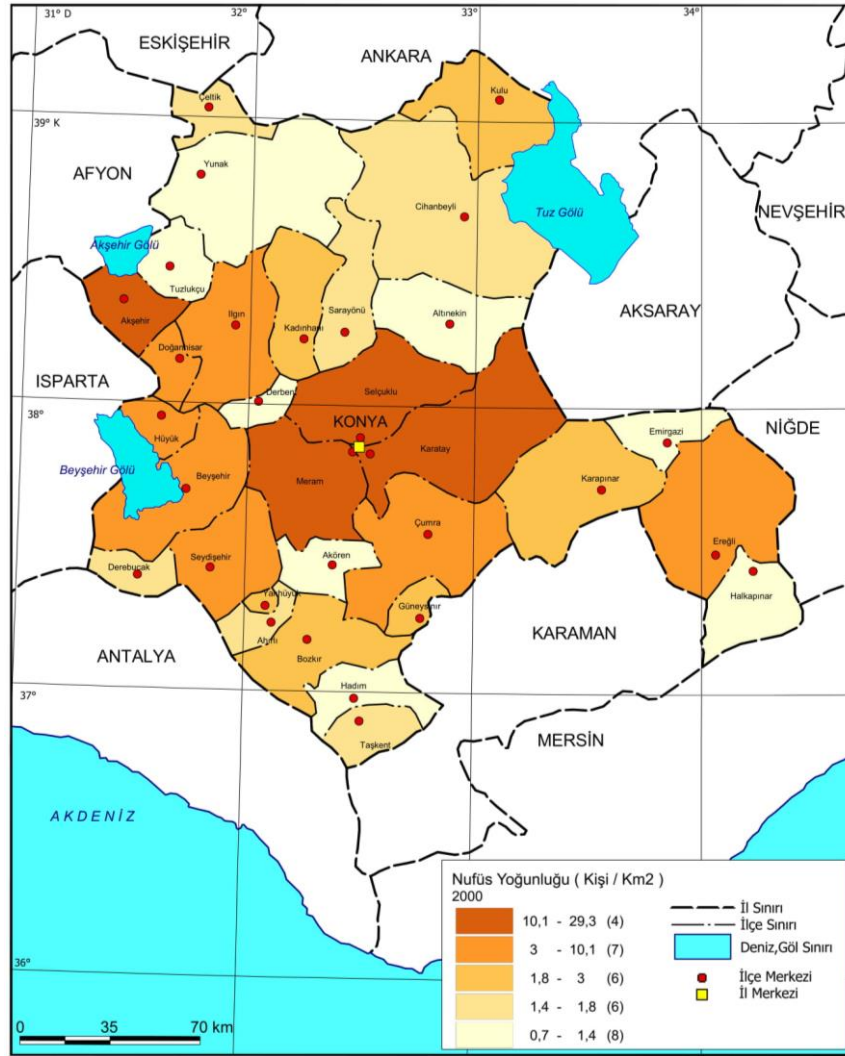 31° D
32°
33°
34°
ESKİŞEHİR
ANKARA
Çeltik
Kulu
39° K
AFYON
Yunak
Cihanbeyli
Tuz Gölü
NEVŞEHİR
Akşehir Gölü
Tuzlukçu
Akşehir
Ilgın
Kadınhanı
Sarayönü
Altınekin
AKSARAY
Doğanhisar
ISPARTA
Derbent
Selçuklu
38°
KONYA
Hüyük
Emirgazi
NİĞDE
Beyşehir Gölü
Beyşehir
Meram
Karatay
Karapınar
Çumra
Ereğli
Derebucak
Seydişehir
Akören
Halkapınar
Yalıhüyük
Güneysınır
Ahırlı
KARAMAN
ANTALYA
Bozkır
Hadim
37°
Taşkent
MERSİN
AKDENİZ
Nufüs Yoğunluğu ( Kişi / Km2 )
2000
10,1 - 29,3 (4)
3 - 10,1 (7)
1,8 - 3 (6)
1,4 - 1,8 (6)
0,7 - 1,4 (8)
İl Sınırı
İlçe Sınırı
Deniz,Göl Sınırı
İlçe Merkezi
İl Merkezi
36°
0 35 70 km